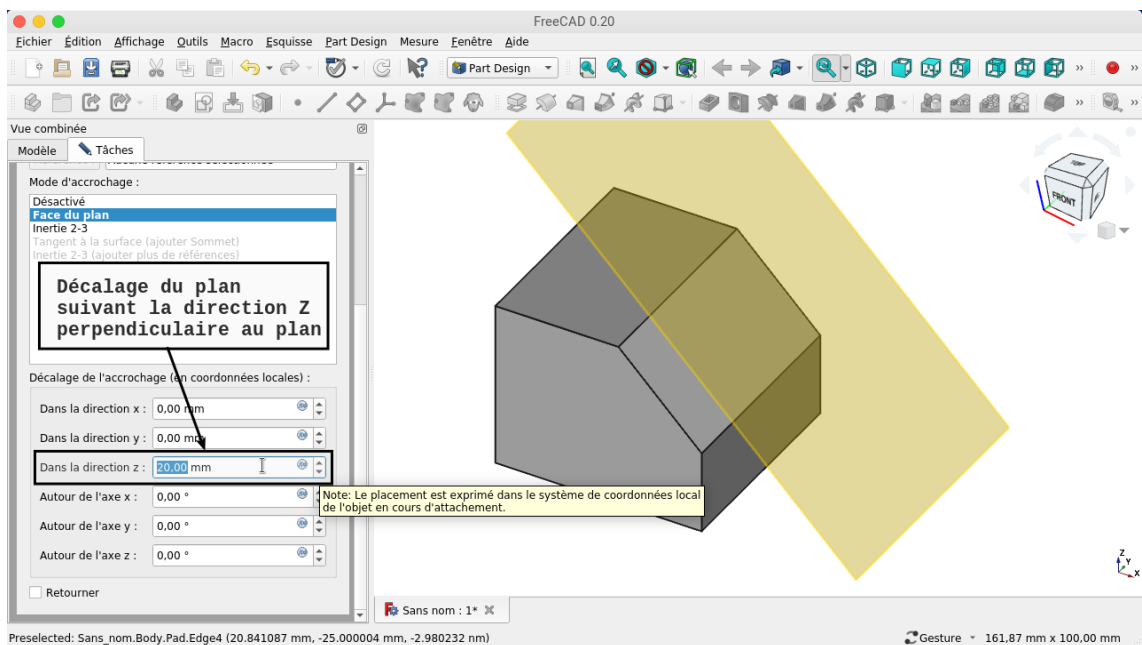 FreeCAD 0.20
Fichier Édition Affichage Outils Macro Esquisse Part Design Mesure Fenêtre Aide
Part Design
Vue combinée
Modèle Tâches
Mode d'accrochage :
Désactivé
Face du plan
Inertie 2-3
Tangent à la surface (ajouter Sommet)
Inertie 2-3 (ajouter plus de références)
Décalage du plan
suivant la direction Z
perpendiculaire au plan
Décalage de l'accrochage (en coordonnées locales) :
Dans la direction x : 0,00 mm
Dans la direction y : 0,00 mm
Dans la direction z : 20,00 mm
Autour de l'axe x : 0,00 °
Note: Le placement est exprimé dans le système de coordonnées local
de l'objet en cours d'attachement.
Autour de l'axe y : 0,00 °
Autour de l'axe z : 0,00 °
Retourner
TOP
FRONT
Z
Y
X
Sans nom : 1*
Preselected: Sans_nom.Body.Pad.Edge4 (20.841087 mm, -25.000004 mm, -2.980232 nm)
Gesture 161,87 mm x 100,00 mm